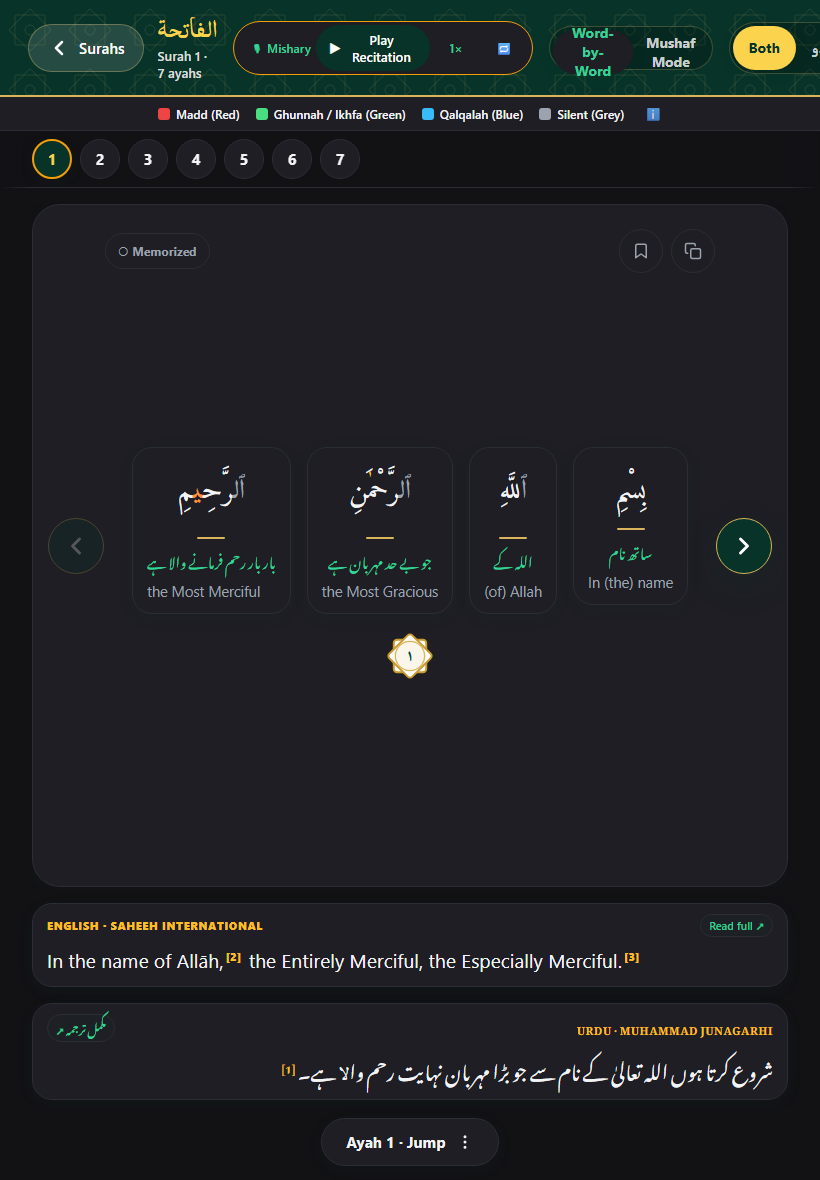 Surahs
الفاتحة
Surah 1 ·
7 ayahs
Mishary
Play
Recitation
1×
Word-
by-
Word
Mushaf
Mode
Both
Madd (Red)
Ghunnah / Ikhfa (Green)
Qalqalah (Blue)
Silent (Grey)
1 2 3 4 5 6 7
Memorized
بِسْمِ ٱللَّهِ ٱلرَّحْمَٰنِ ٱلرَّحِيمِ
ساتھ نام
In (the) name
اللہ کے
(of) Allah
جو بے حد مہربان ہے
the Most Gracious
بار بار رحم فرمانے والا ہے
the Most Merciful
١
ENGLISH · SAHEEH INTERNATIONAL
Read full ↗
In the name of Allāh,[2] the Entirely Merciful, the Especially Merciful.[3]
URDU · MUHAMMAD JUNAGARHI
مکمل ترجمہ ↗
شروع کرتا ہوں اللہ تعالیٰ کے نام سے جو بڑا مہربان نہایت رحم والا ہے۔[1]
Ayah 1 · Jump